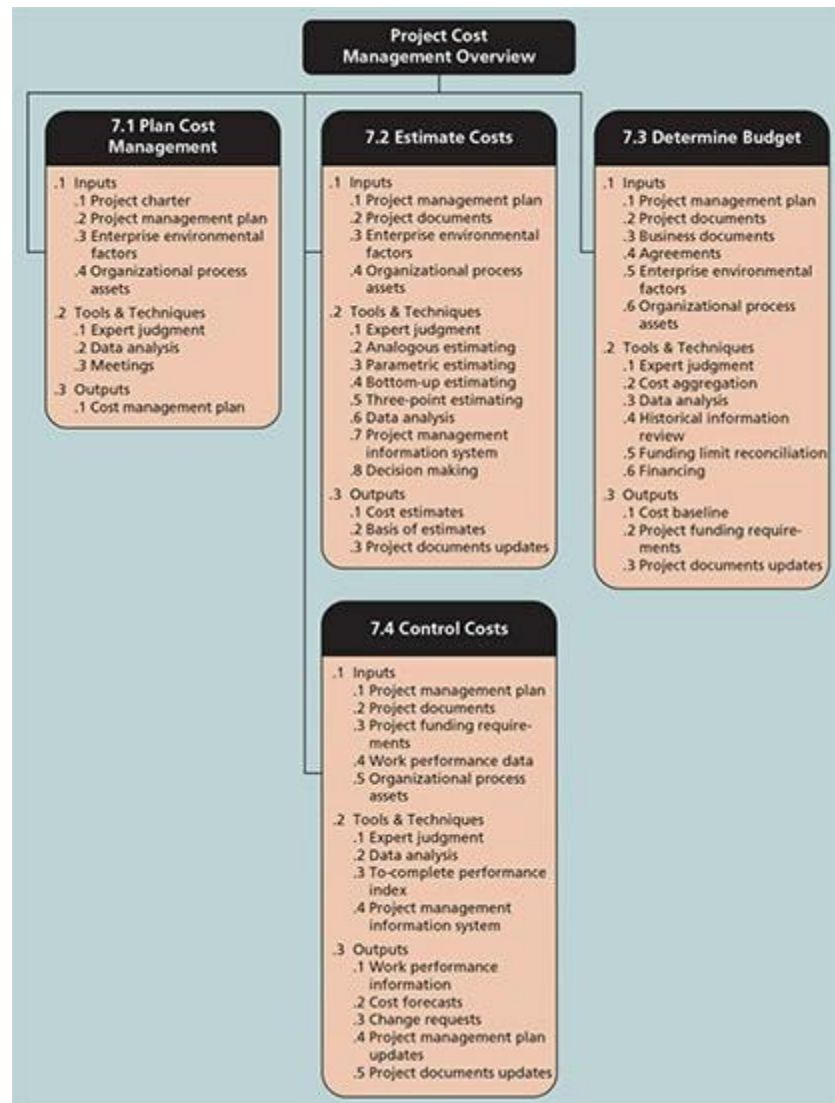 Project Cost
Management Overview
7.1 Plan Cost
Management
.1 Inputs
.1 Project charter
.2 Project management plan
.3 Enterprise environmental
factors
.4 Organizational process
assets
.2 Tools & Techniques
.1 Expert judgment
.2 Data analysis
.3 Meetings
.3 Outputs
.1 Cost management plan
7.2 Estimate Costs
.1 Inputs
.1 Project management plan
.2 Project documents
.3 Enterprise environmental
factors
.4 Organizational process
assets
.2 Tools & Techniques
.1 Expert judgment
.2 Analogous estimating
.3 Parametric estimating
.4 Bottom-up estimating
.5 Three-point estimating
.6 Data analysis
.7 Project management
information system
.8 Decision making
.3 Outputs
.1 Cost estimates
.2 Basis of estimates
.3 Project documents updates
7.3 Determine Budget
.1 Inputs
.1 Project management plan
.2 Project documents
.3 Business documents
.4 Agreements
.5 Enterprise environmental
factors
.6 Organizational process
assets
.2 Tools & Techniques
.1 Expert judgment
.2 Cost aggregation
.3 Data analysis
.4 Historical information
review
.5 Funding limit reconciliation
.6 Financing
.3 Outputs
.1 Cost baseline
.2 Project funding require-
ments
.3 Project documents updates
7.4 Control Costs
.1 Inputs
.1 Project management plan
.2 Project documents
.3 Project funding require-
ments
.4 Work performance data
.5 Organizational process
assets
.2 Tools & Techniques
.1 Expert judgment
.2 Data analysis
.3 To-complete performance
index
.4 Project management
information system
.3 Outputs
.1 Work performance
information
.2 Cost forecasts
.3 Change requests
.4 Project management plan
updates
.5 Project documents updates